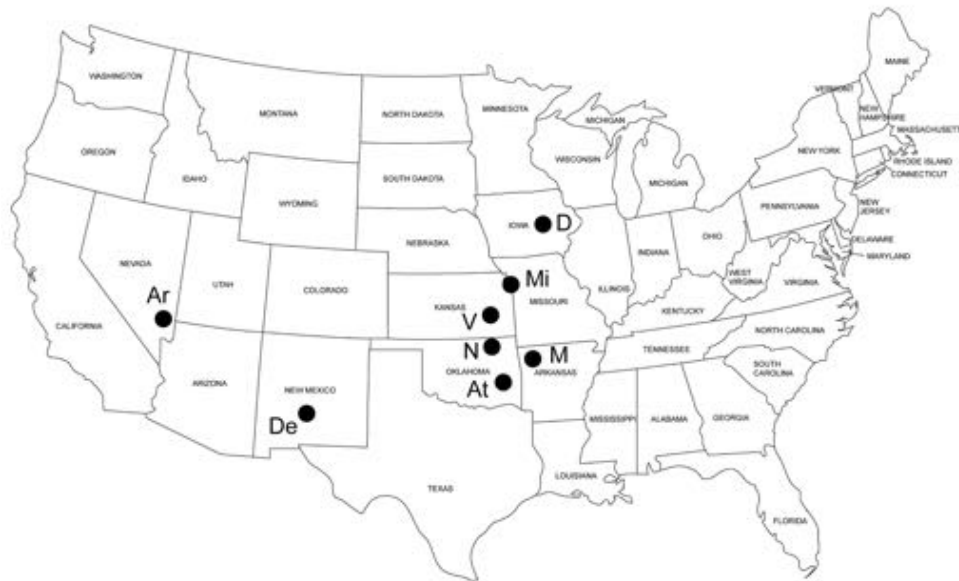 WASHINGTON
MONTANA
NORTH DAKOTA
MINNESOTA
MICHIGAN
MAINE
VERMONT
NEW
HAMPSHIRE
MASSACHUSETT
NEW YORK
RHODE ISLAND
CONNECTICUT
OREGON
IDAHO
SOUTH DAKOTA
WISCONSIN
MICHIGAN
WYOMING
PENNSYLVANIA
NEW
JERSEY
IOWA
D
NEBRASKA
OHIO
DELAWARE
MARYLAND
NEVADA
UTAH
COLORADO
INDIANA
ILLINOIS
WEST
VIRGINIA
VIRGINIA
Mi
MISSOURI
KANSAS
V
Ar
CALIFORNIA
KENTUCKY
NORTH CAROLINA
TENNESSEE
N
M
OKLAHOMA
ARKANSAS
SOUTH
CAROLINA
At
ARIZONA
NEW MEXICO
De
MISSISSIPPI
ALABAMA
GEORGIA
LOUISIANA
TEXAS
FLORIDA